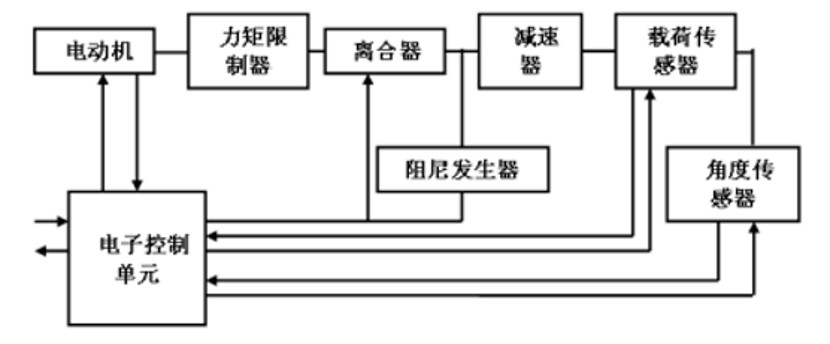 电动机
力矩限
制器
离合器
减速
器
载荷传
感器
阻尼发生器
角度传
感器
电子控制
单元